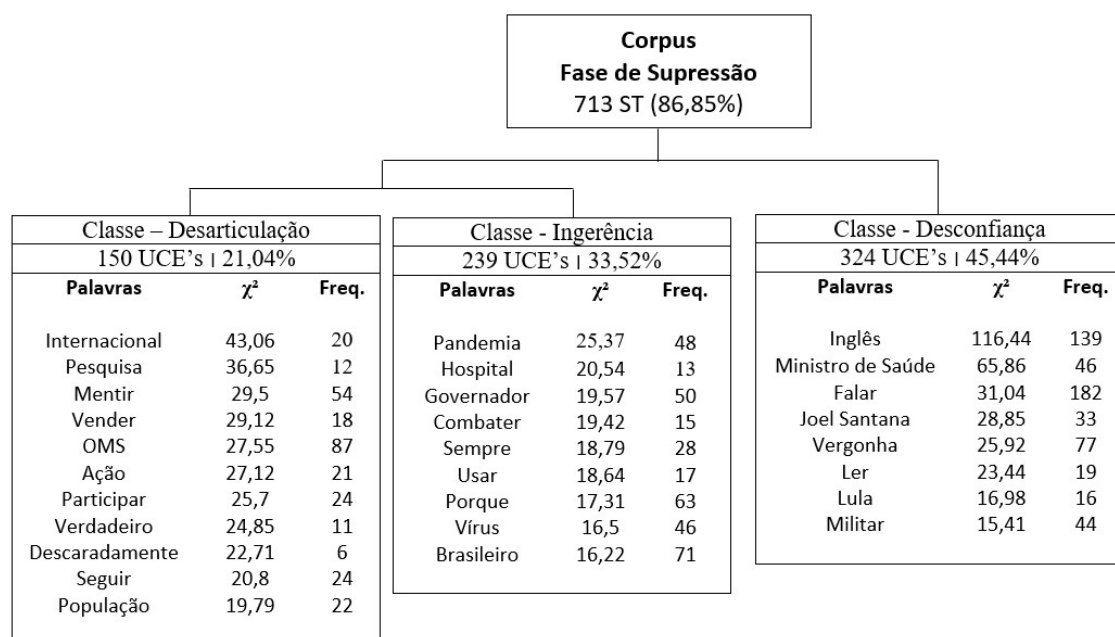 Corpus
Fase de Supressão
713 ST (86,85%)
Classe – Desarticulação
150 UCE’s | 21,04%
Palavras χ² Freq.
Internacional 43,06 20
Pesquisa 36,65 12
Mentir 29,5 54
Vender 29,12 18
OMS 27,55 87
Ação 27,12 21
Participar 25,7 24
Verdadeiro 24,85 11
Descaradamente 22,71 6
Seguir 20,8 24
População 19,79 22
Classe - Ingerência
239 UCE’s | 33,52%
Palavras χ² Freq.
Pandemia 25,37 48
Hospital 20,54 13
Governador 19,57 50
Combater 19,42 15
Sempre 18,79 28
Usar 18,64 17
Porque 17,31 63
Vírus 16,5 46
Brasileiro 16,22 71
Classe - Desconfiança
324 UCE’s | 45,44%
Palavras χ² Freq.
Inglês 116,44 139
Ministro de Saúde 65,86 46
Falar 31,04 182
Joel Santana 28,85 33
Vergonha 25,92 77
Ler 23,44 19
Lula 16,98 16
Militar 15,41 44